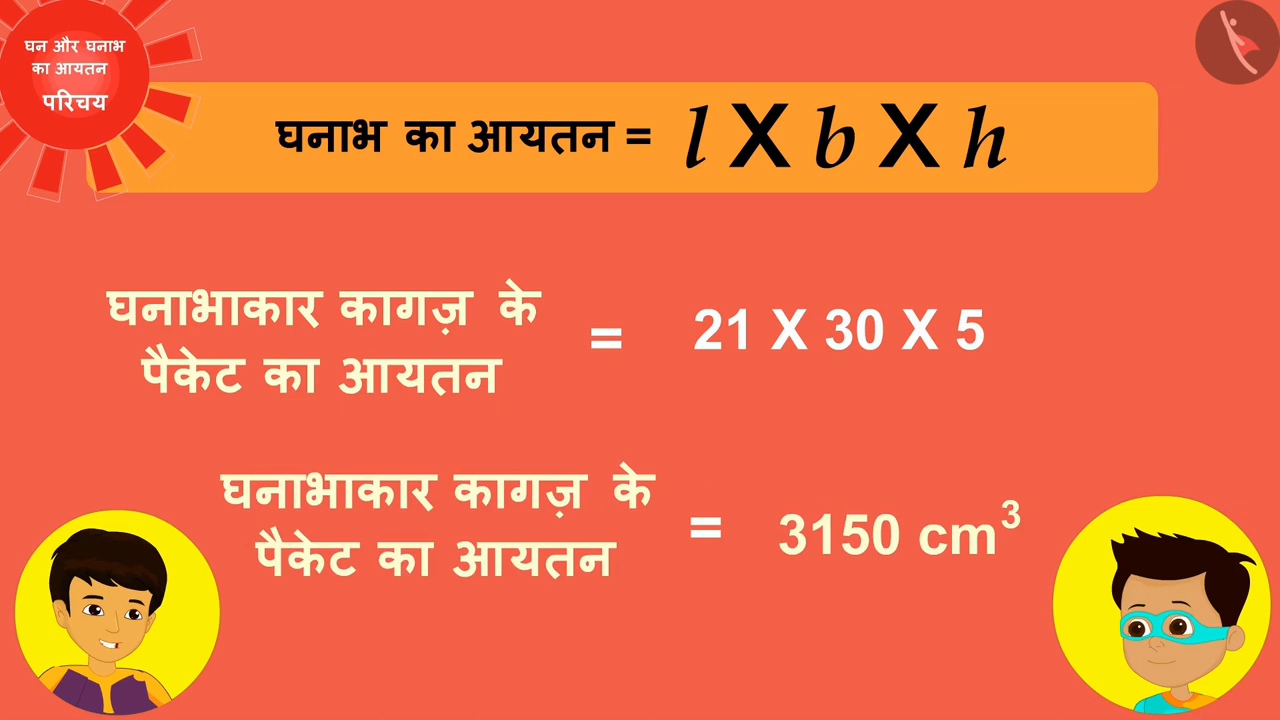 घन और घनाभ
का आयतन
परिचय
घनाभ का आयतन = l X b X h
घनाभाकार कागज़ के
पैकेट का आयतन = 21 X 30 X 5
घनाभाकार कागज़ के
पैकेट का आयतन = 3150 cm³